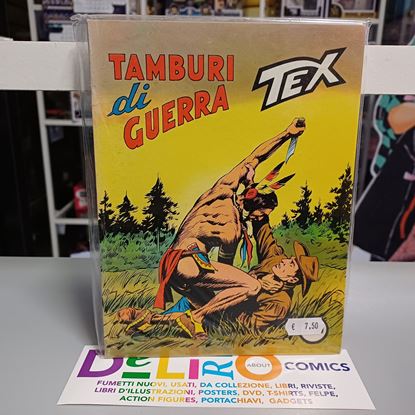 TAMBURI
di
GUERRA
TEX
€ 7,50
DeLiRio
ABOUT
COMICS
FUMETTI NUOVI, USATI, DA COLLEZIONE, LIBRI, RIVISTE,
LIBRI D'ILLUSTRAZIONI, POSTERS, DVD, T-SHIRTS, FELPE,
ACTION FIGURES, PORTACHIAVI, GADGETS